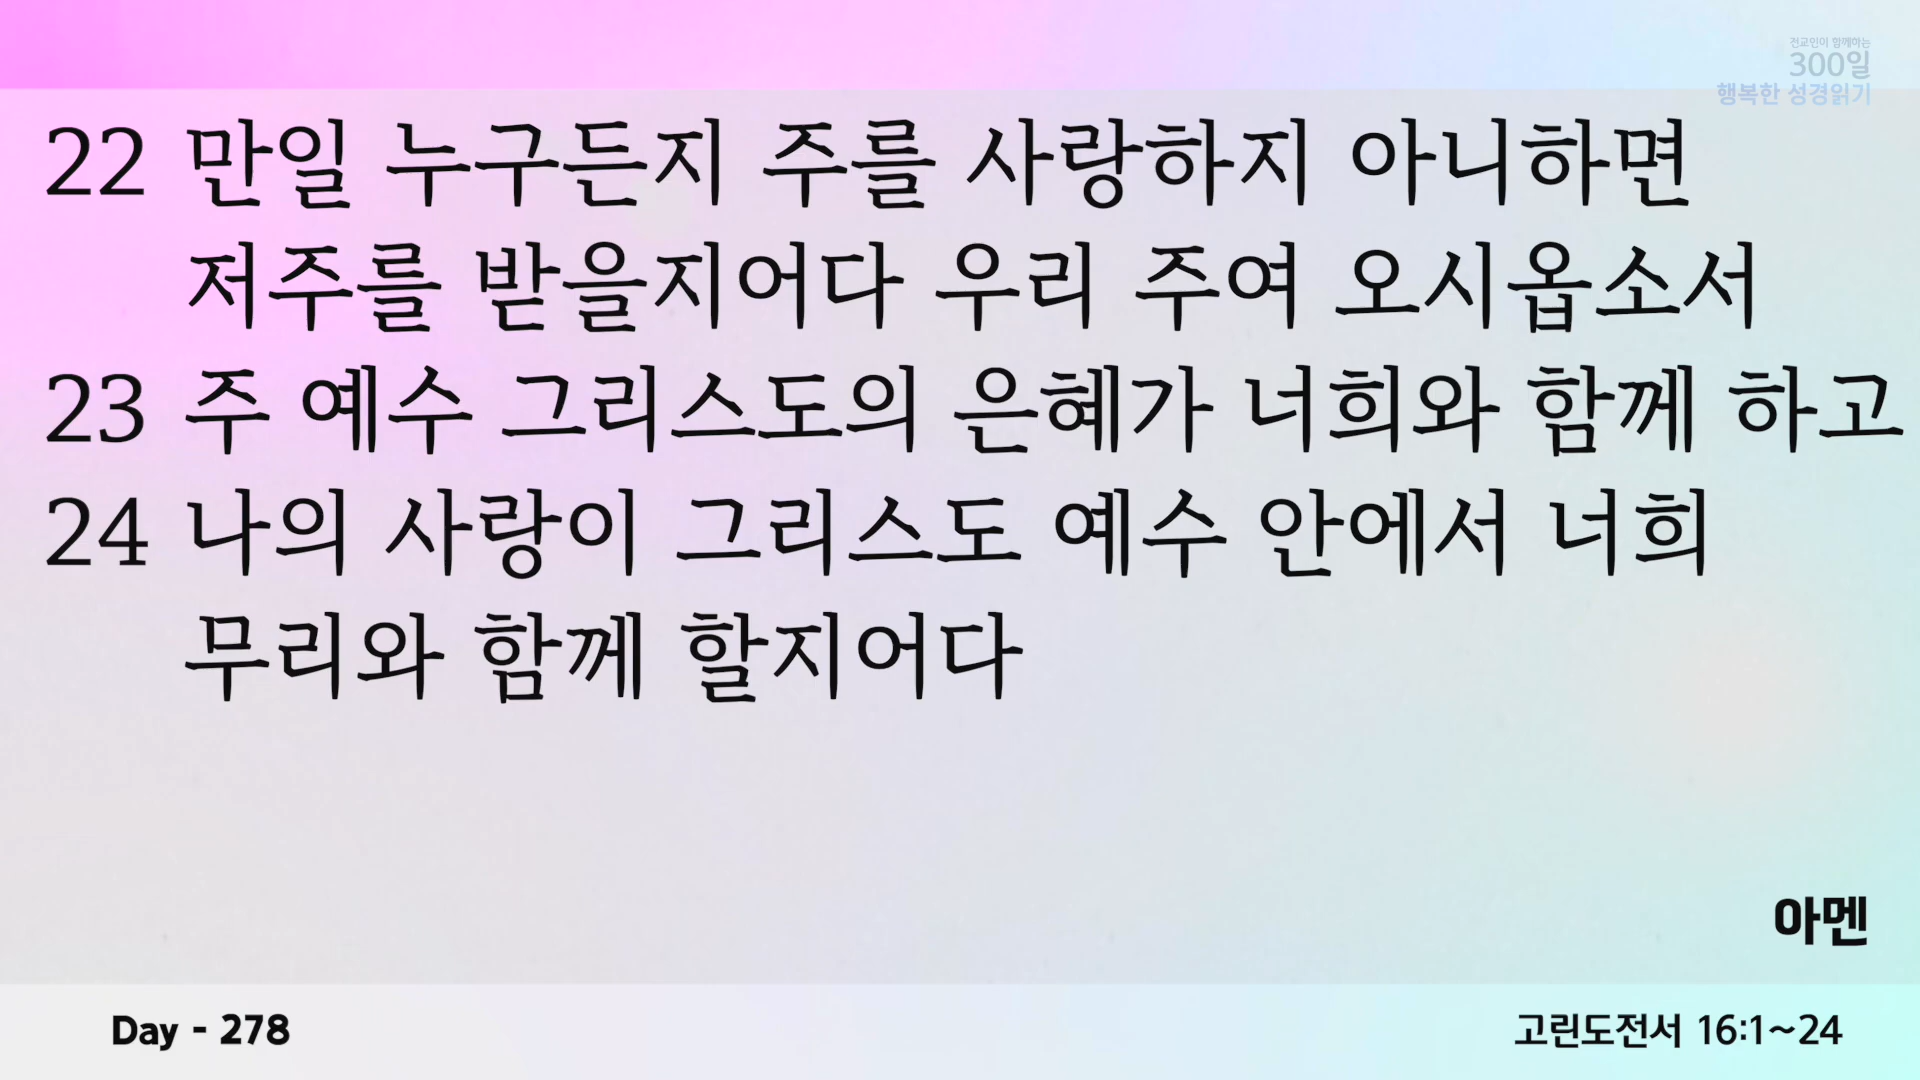 전교인이 함께하는
300일
행복한 성경읽기
22 만일 누구든지 주를 사랑하지 아니하면
저주를 받을지어다 우리 주여 오시옵소서
23 주 예수 그리스도의 은혜가 너희와 함께 하고
24 나의 사랑이 그리스도 예수 안에서 너희
무리와 함께 할지어다
아멘
Day - 278
고린도전서 16:1~24